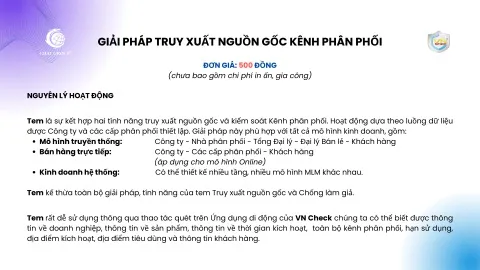 GIẢI PHÁP TRUY XUẤT NGUỒN GỐC KÊNH PHÂN PHỐI
ĐƠN GIÁ: 500 ĐỒNG
(chưa bao gồm chi phí in ấn, gia công)
NGUYÊN LÝ HOẠT ĐỘNG
Tem là sự kết hợp hai tính năng truy xuất nguồn gốc và kiểm soát Kênh phân phối. Hoạt động dựa theo luồng dữ liệu
được Công ty và các cấp phân phối thiết lập. Giải pháp này phù hợp với tất cả mô hình kinh doanh, gồm:
• Mô hình truyền thống: Công ty - Nhà phân phối - Tổng Đại lý - Đại lý Bán lẻ - Khách hàng
• Bán hàng trực tiếp: Công ty - Các cấp phân phối - Khách hàng
(áp dụng cho mô hình Online)
• Kinh doanh hệ thống: Có thể thiết kế nhiều tầng, nhiều mô hình MLM khác nhau.
Tem kế thừa toàn bộ giải pháp, tính năng của tem Truy xuất nguồn gốc và Chống làm giả.
Tem rất dễ sử dụng thông qua thao tác quét trên Ứng dụng di động của VN Check chúng ta có thể biết được thông
tin về doanh nghiệp, thông tin về sản phẩm, thông tin về thời gian kích hoạt, toàn bộ kênh phân phối, hạn sử dụng,
địa điểm kích hoạt, địa điểm tiêu dùng và thông tin khách hàng.